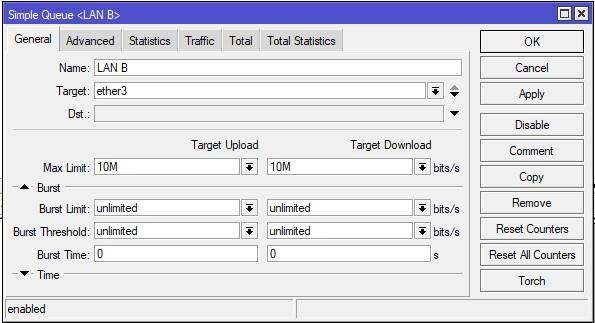 Simple Queue <LAN B>
General Advanced Statistics Traffic Total Total Statistics
Name: LAN B
Target: ether3
Dst.:
Target Upload Target Download
Max Limit: 10M 10M bits/s
Burst
Burst Limit: unlimited unlimited bits/s
Burst Threshold: unlimited unlimited bits/s
Burst Time: 0 0 s
Time
OK
Cancel
Apply
Disable
Comment
Copy
Remove
Reset Counters
Reset All Counters
Torch
enabled